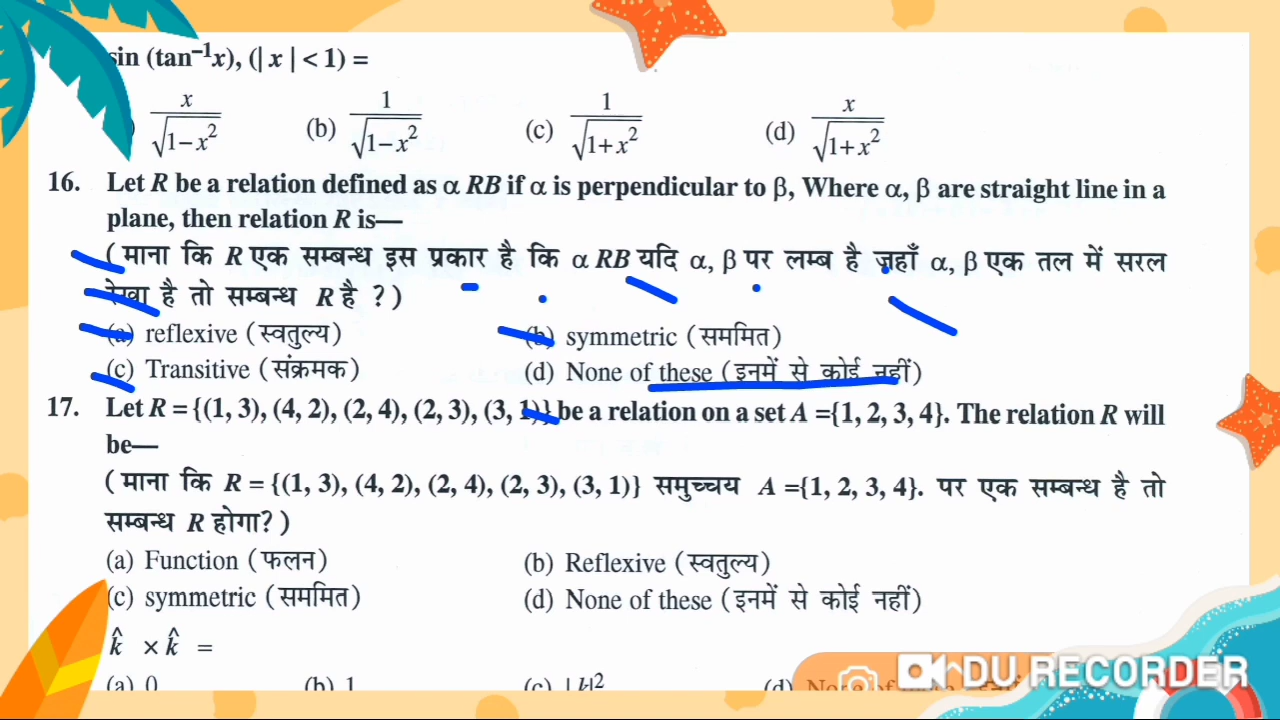 sin (tan⁻¹x), (| x | < 1) =
x/√(1−x²) (b) 1/√(1−x²) (c) 1/√(1+x²) (d) x/√(1+x²)
16. Let R be a relation defined as α RB if α is perpendicular to β, Where α, β are straight line in a
plane, then relation R is—
( माना कि R एक सम्बन्ध इस प्रकार है कि α RB यदि α, β पर लम्ब है जहाँ α, β एक तल में सरल
रेखा है तो सम्बन्ध R है ? )
(a) reflexive ( स्वतुल्य ) (b) symmetric ( सममित )
(c) Transitive ( संक्रमक ) (d) None of these ( इनमें से कोई नहीं )
17. Let R = {(1, 3), (4, 2), (2, 4), (2, 3), (3, 1)} be a relation on a set A ={1, 2, 3, 4}. The relation R will
be—
( माना कि R = {(1, 3), (4, 2), (2, 4), (2, 3), (3, 1)} समुच्चय A ={1, 2, 3, 4}. पर एक सम्बन्ध है तो
सम्बन्ध R होगा? )
(a) Function ( फलन ) (b) Reflexive ( स्वतुल्य )
(c) symmetric ( सममित ) (d) None of these ( इनमें से कोई नहीं )
k̂ × k̂ =
(a) 0 (b) 1 (c) | k|² (d) None of
DU RECORDER